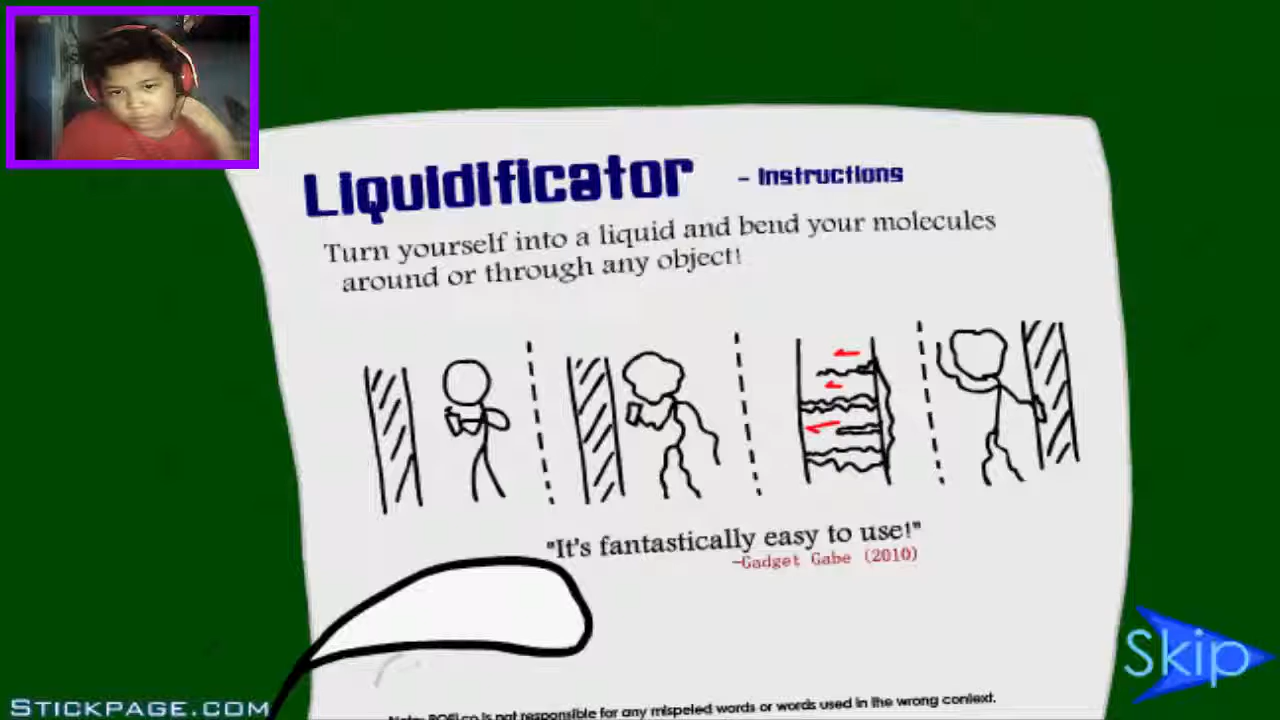 Liquidificator - Instructions
Turn yourself into a liquid and bend your molecules
around or through any object!
"It's fantastically easy to use!"
-Gadget Gabe (2010)
Skip
STICKPAGE.COM
is not responsible for any mispeled words or words used in the wrong context.